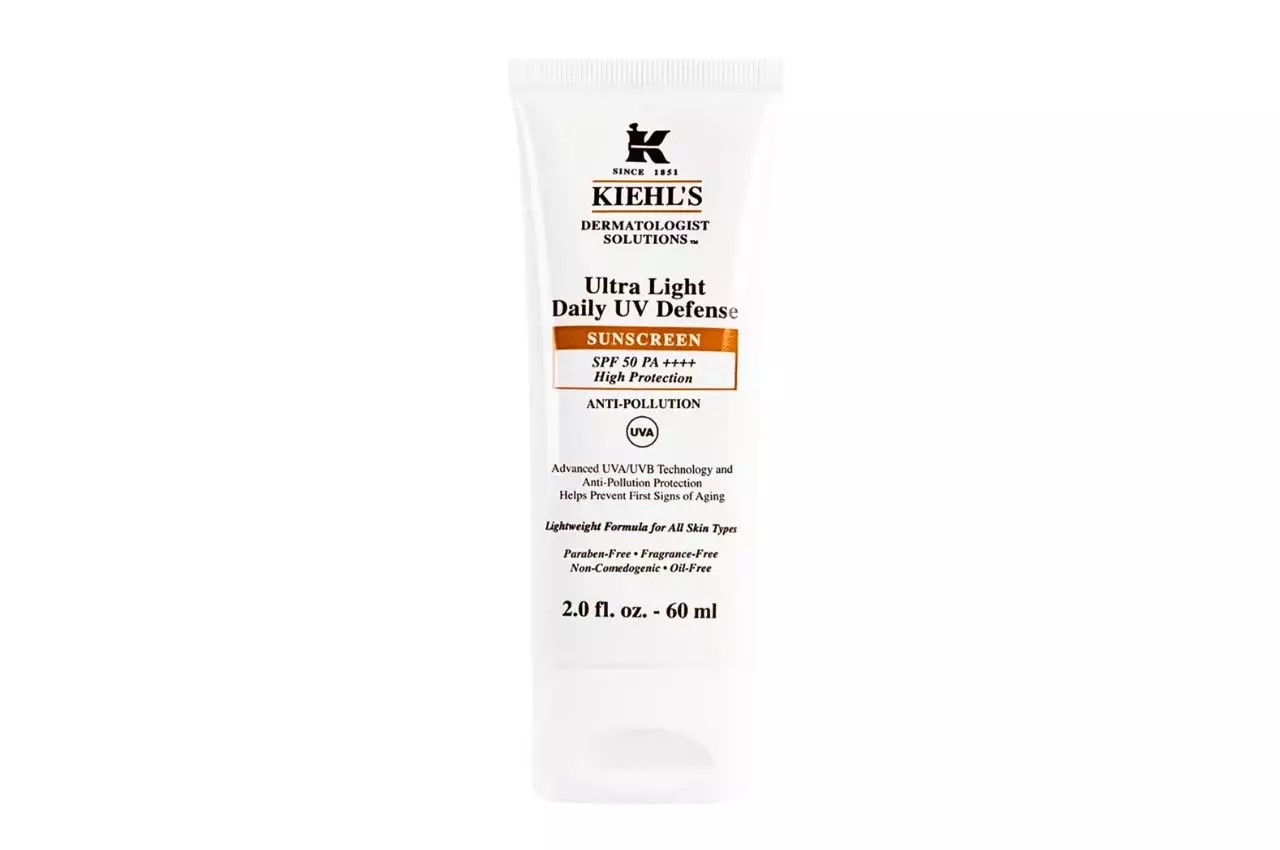 K
SINCE 1851
KIEHL'S
DERMATOLOGIST
SOLUTIONS™
Ultra Light
Daily UV Defense
SUNSCREEN
SPF 50 PA ++++
High Protection
ANTI-POLLUTION
UVA
Advanced UVA/UVB Technology and
Anti-Pollution Protection
Helps Prevent First Signs of Aging
Lightweight Formula for All Skin Types
Paraben-Free • Fragrance-Free
Non-Comedogenic • Oil-Free
2.0 fl. oz. - 60 ml